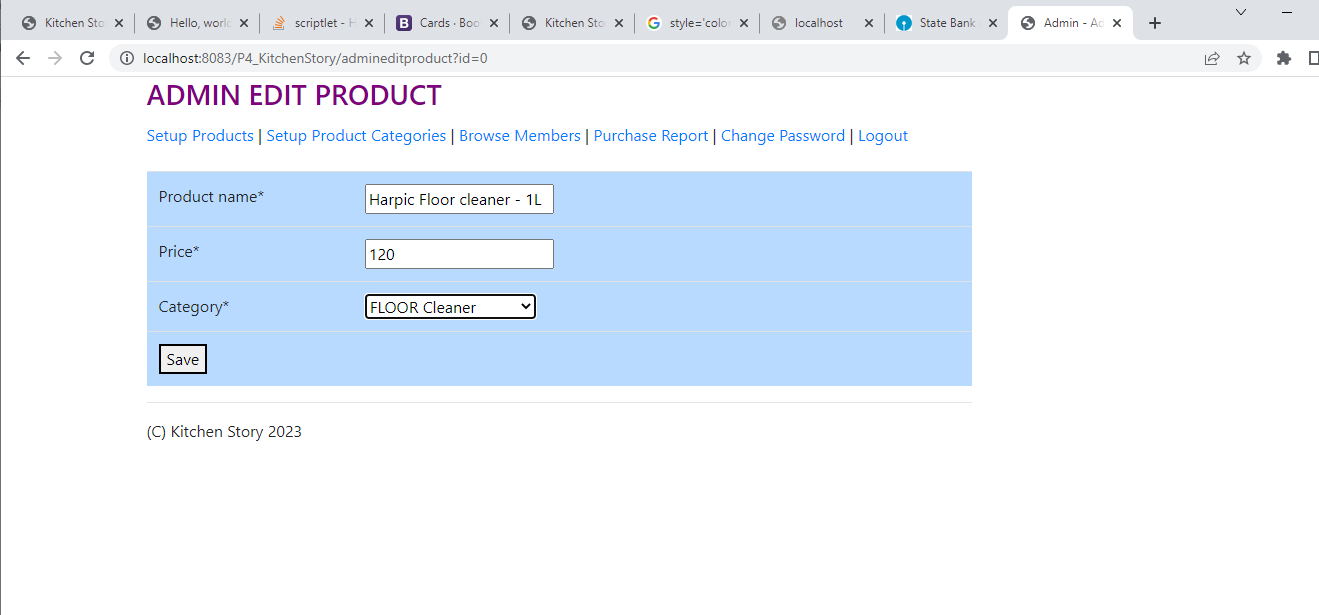 Kitchen Sto
Hello, world
scriptlet - H
Cards · Boo
Kitchen Sto
style='color
localhost
State Bank
Admin - Ad
localhost:8083/P4_KitchenStory/admineditproduct?id=0
ADMIN EDIT PRODUCT
Setup Products | Setup Product Categories | Browse Members | Purchase Report | Change Password | Logout
Product name*
Harpic Floor cleaner - 1L
Price*
120
Category*
FLOOR Cleaner
Save
(C) Kitchen Story 2023